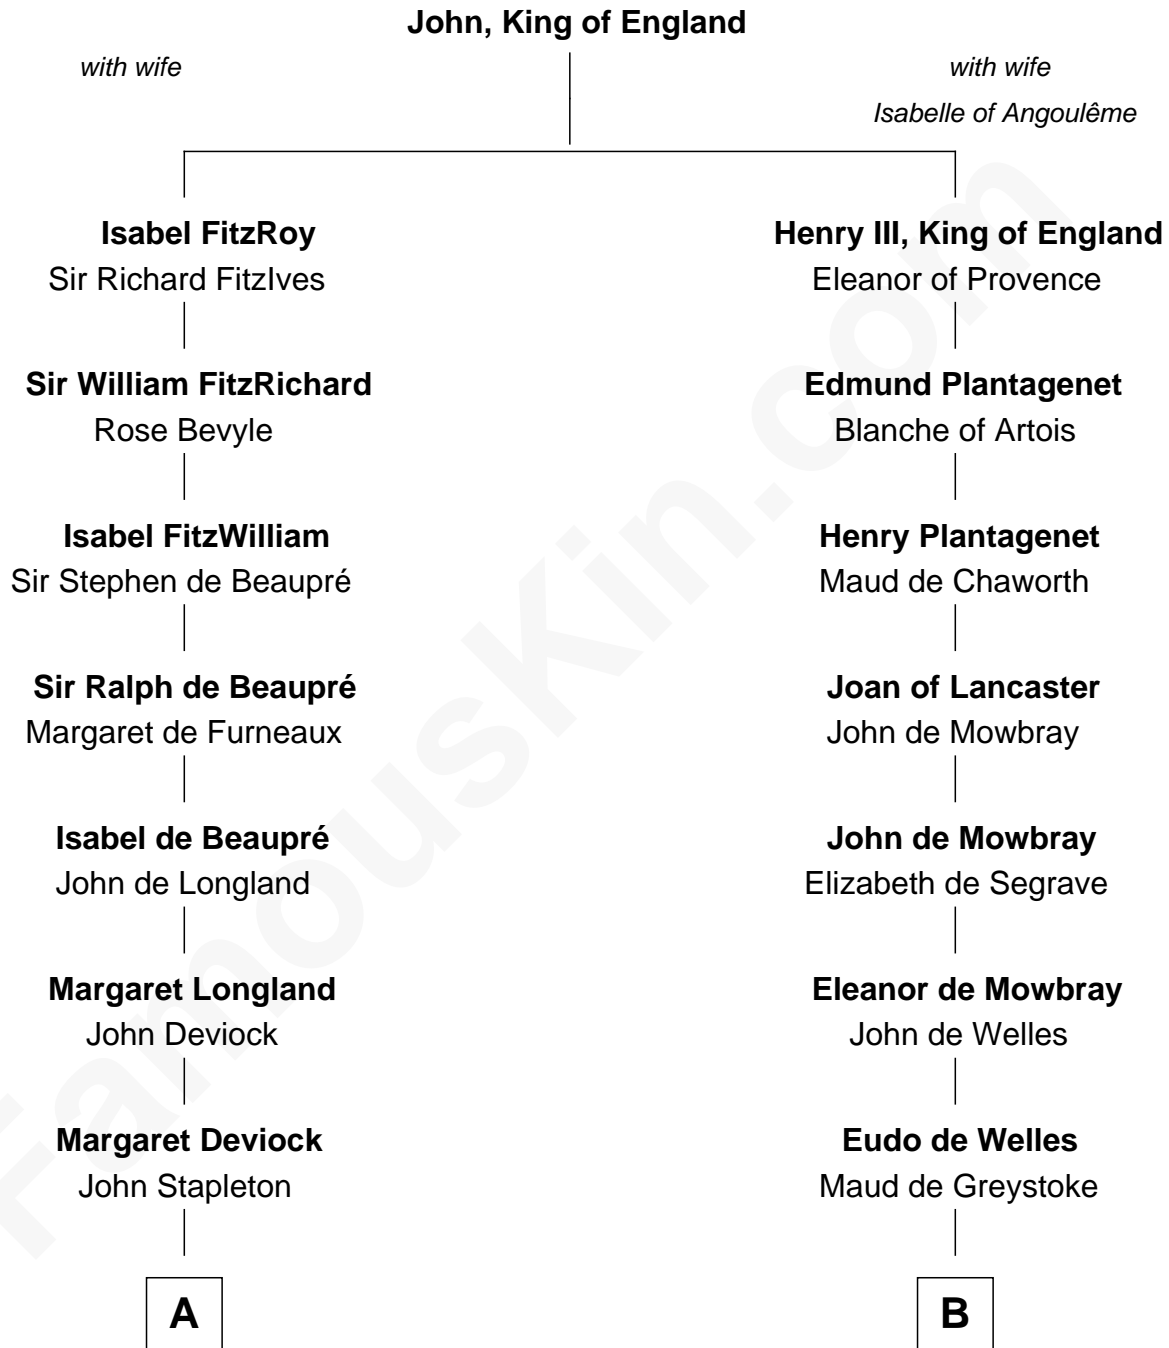 John, King of England
with wife
with wife
Isabelle of Angoulême
Isabel FitzRoy
Sir Richard FitzIves
Henry III, King of England
Eleanor of Provence
Sir William FitzRichard
Rose Bevyle
Edmund Plantagenet
Blanche of Artois
Isabel FitzWilliam
Sir Stephen de Beaupré
Henry Plantagenet
Maud de Chaworth
Sir Ralph de Beaupré
Margaret de Furneaux
Joan of Lancaster
John de Mowbray
Isabel de Beaupré
John de Longland
John de Mowbray
Elizabeth de Segrave
Margaret Longland
John Deviock
Eleanor de Mowbray
John de Welles
Margaret Deviock
John Stapleton
Eudo de Welles
Maud de Greystoke
A
B
FamousKin.com